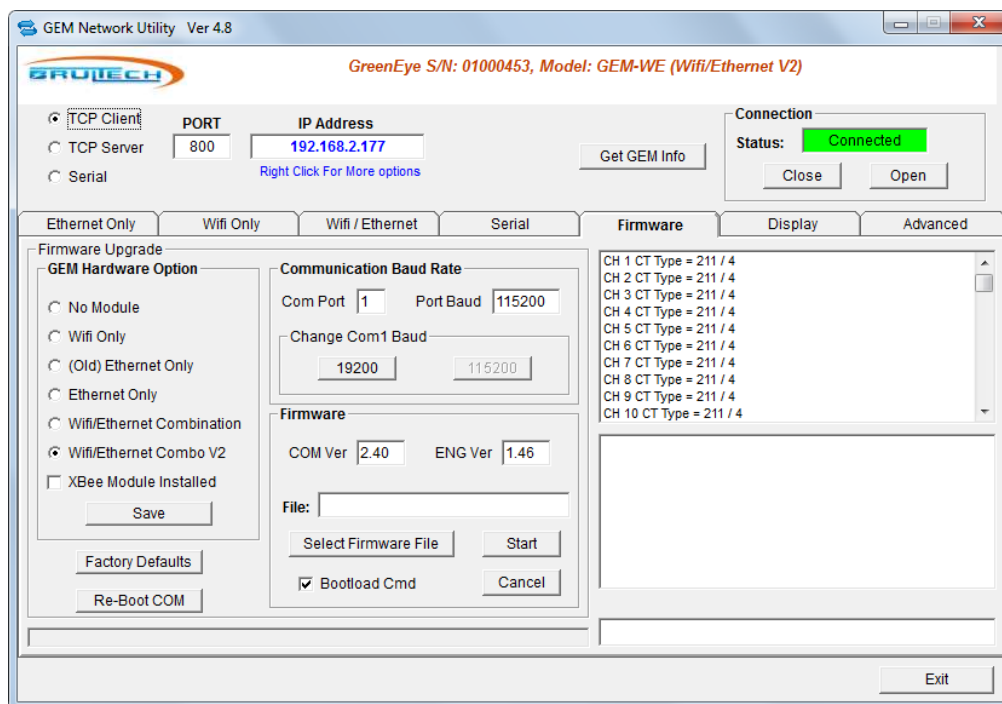 GEM Network Utility Ver 4.8
BRULTECH
GreenEye S/N: 01000453, Model: GEM-WE (Wifi/Ethernet V2)
TCP Client
TCP Server
Serial
PORT
800
IP Address
192.168.2.177
Right Click For More options
Get GEM Info
Connection
Status: Connected
Close Open
Ethernet Only Wifi Only Wifi / Ethernet Serial Firmware Display Advanced
Firmware Upgrade
GEM Hardware Option
No Module
Wifi Only
(Old) Ethernet Only
Ethernet Only
Wifi/Ethernet Combination
Wifi/Ethernet Combo V2
XBee Module Installed
Save
Factory Defaults
Re-Boot COM
Communication Baud Rate
Com Port 1 Port Baud 115200
Change Com1 Baud
19200 115200
Firmware
COM Ver 2.40 ENG Ver 1.46
File:
Select Firmware File Start
Bootload Cmd Cancel
CH 1 CT Type = 211 / 4
CH 2 CT Type = 211 / 4
CH 3 CT Type = 211 / 4
CH 4 CT Type = 211 / 4
CH 5 CT Type = 211 / 4
CH 6 CT Type = 211 / 4
CH 7 CT Type = 211 / 4
CH 8 CT Type = 211 / 4
CH 9 CT Type = 211 / 4
CH 10 CT Type = 211 / 4
Exit